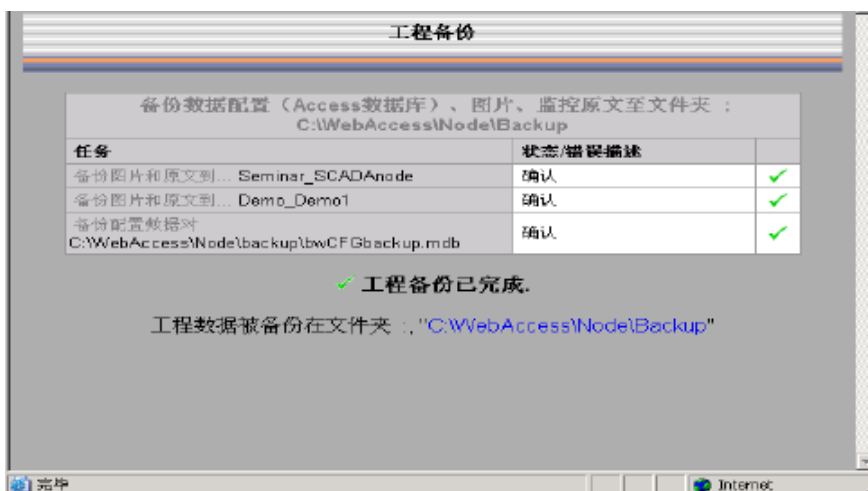 工程备份
备份数据配置（Access数据库）、图片、监控原文至文件夹 :
C:\WebAccess\Node\Backup
任务 状态/错误描述
备份图片和原文到... Seminar_SCADAnode 确认
备份图片和原文到... Demo_Demo1 确认
备份配置数据对
C:\WebAccess\Node\backup\bwCFGbackup.mdb 确认
工程备份已完成.
工程数据被备份在文件夹 :, "C:\WebAccess\Node\Backup"
完毕 Internet